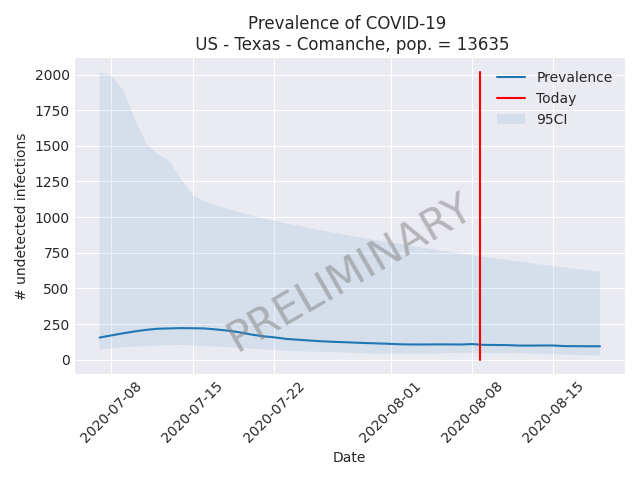 Prevalence of COVID-19
US - Texas - Comanche, pop. = 13635
2000
1750
1500
1250
1000
750
500
250
0
# undetected infections
Prevalence
Today
95CI
PRELIMINARY
2020-07-08
2020-07-15
2020-07-22
2020-08-01
2020-08-08
2020-08-15
Date